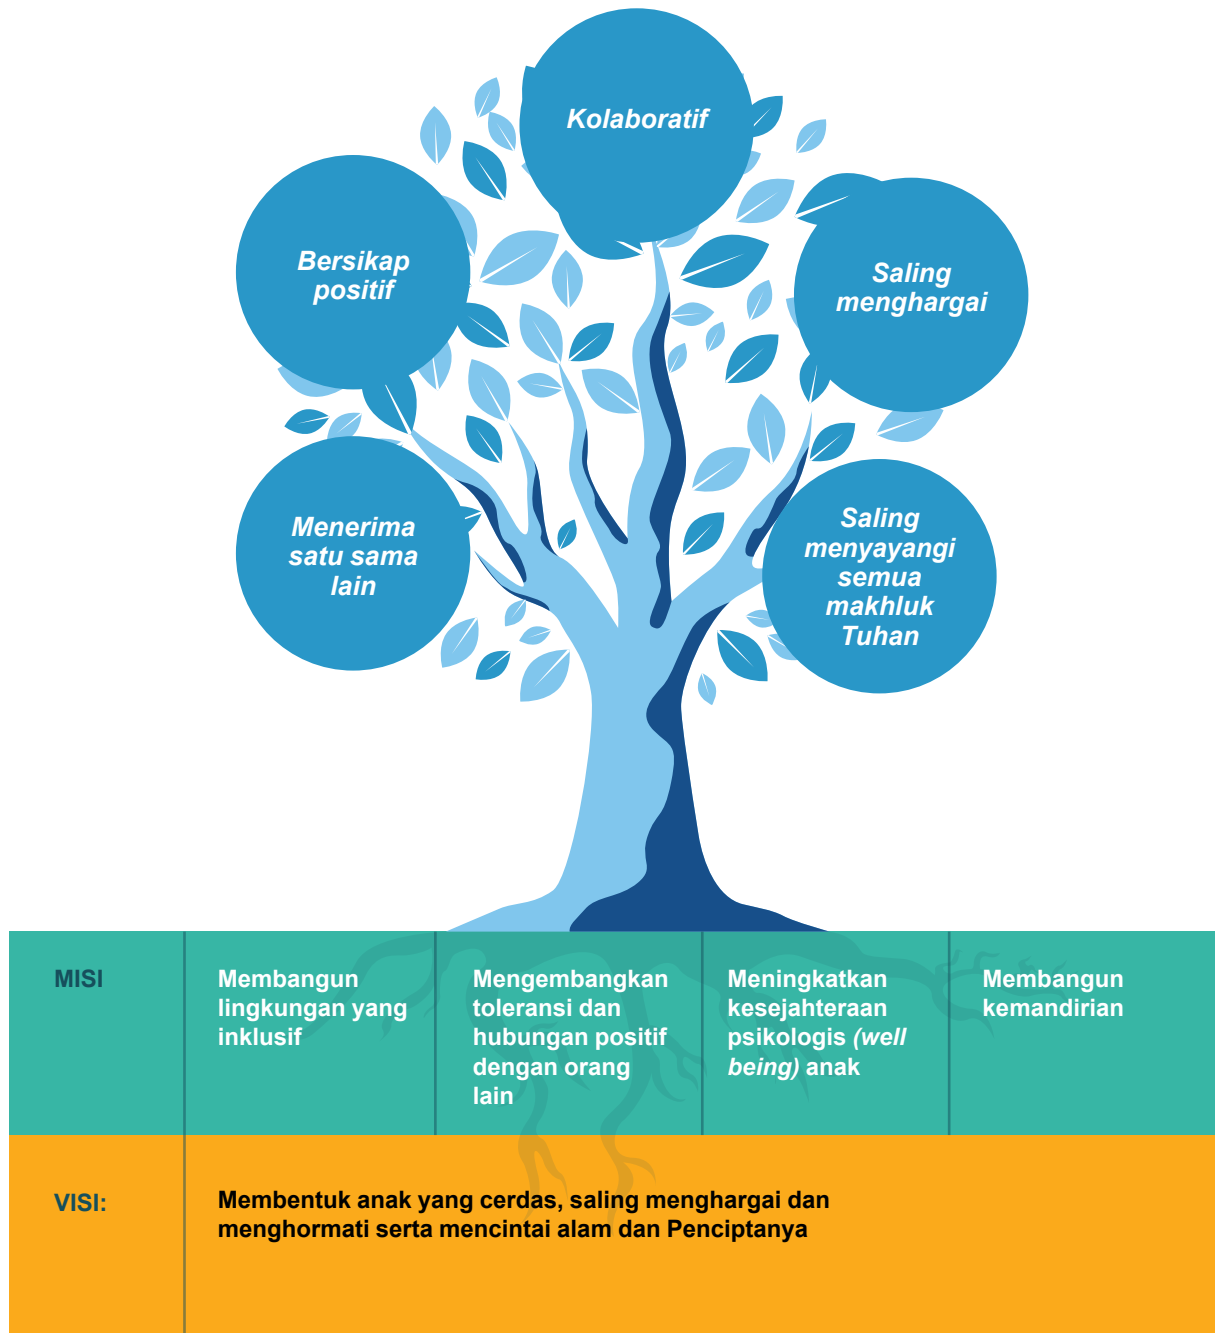 Kolaboratif
Bersikap
positif
Saling
menghargai
Menerima
satu sama
lain
Saling
menyayangi
semua
makhluk
Tuhan
MISI
Membangun
lingkungan yang
inklusif
Mengembangkan
toleransi dan
hubungan positif
dengan orang
lain
Meningkatkan
kesejahteraan
psikologis (well
being) anak
Membangun
kemandirian
VISI:
Membentuk anak yang cerdas, saling menghargai dan
menghormati serta mencintai alam dan Penciptanya